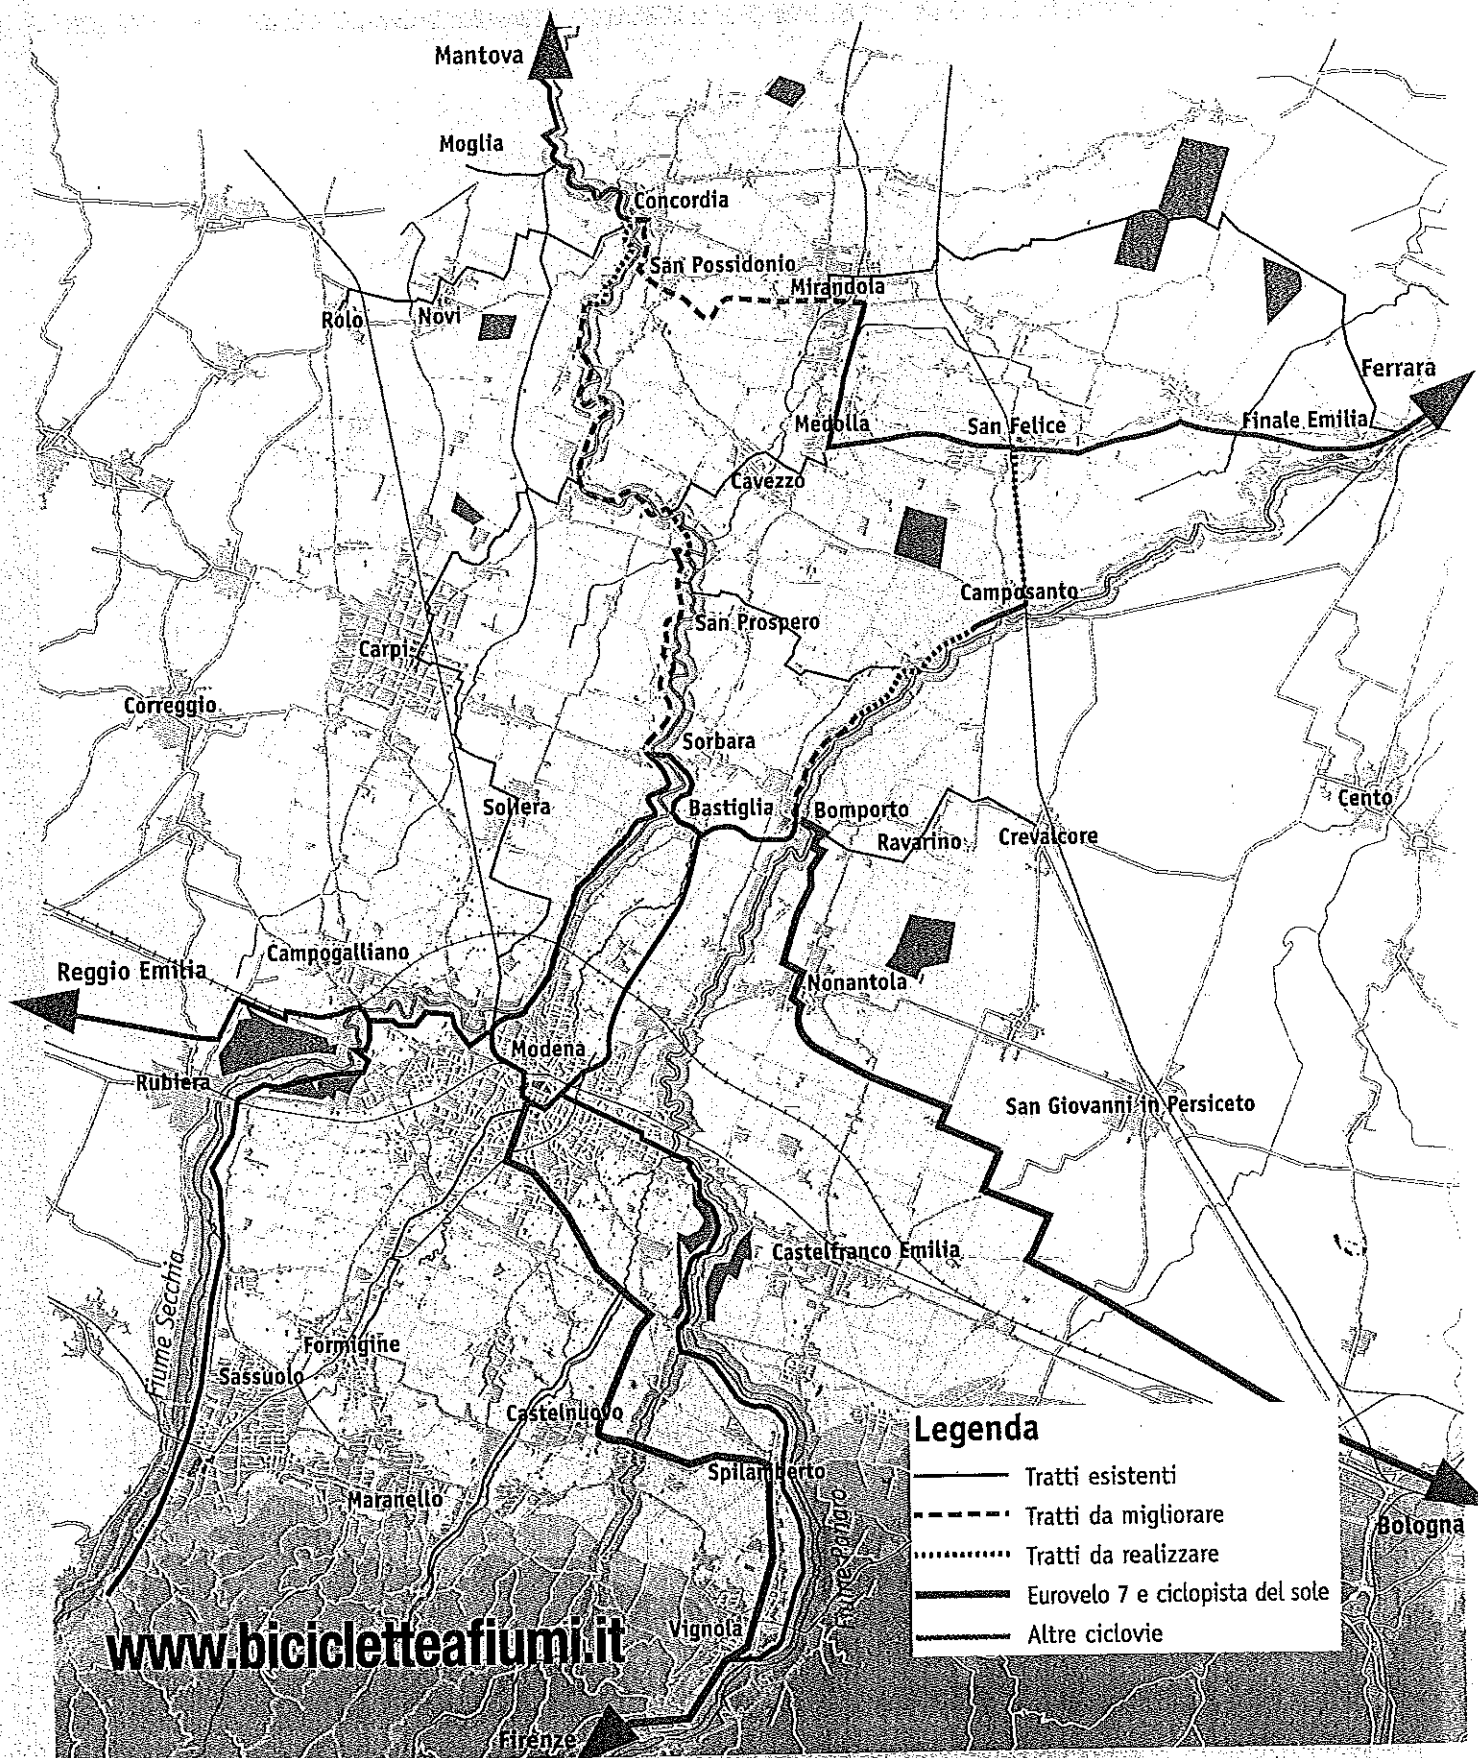 Mantova
Moglia
Concordia
San Possidonio
Mirandola
Rolo
Novi
Ferrara
Medolla
San Felice
Finale Emilia
Cavezzo
Camposanto
San Prospero
Carpi
Correggio
Sorbara
Sollera
Bastiglia
Bomporto
Cento
Ravarino
Crevalcore
Campogalliano
Reggio Emilia
Nonantola
Modena
Rubiera
San Giovanni in Persiceto
Castelfranco Emilia
Fiume Secchia
Formigine
Sassuolo
Castelnuovo
Spilamberto
Maranello
Fiume Panaro
Vignola
Firenze
Bologna
Legenda
Tratti esistenti
Tratti da migliorare
Tratti da realizzare
Eurovelo 7 e ciclopista del sole
Altre ciclovie
www.bicicletteafiumi.it